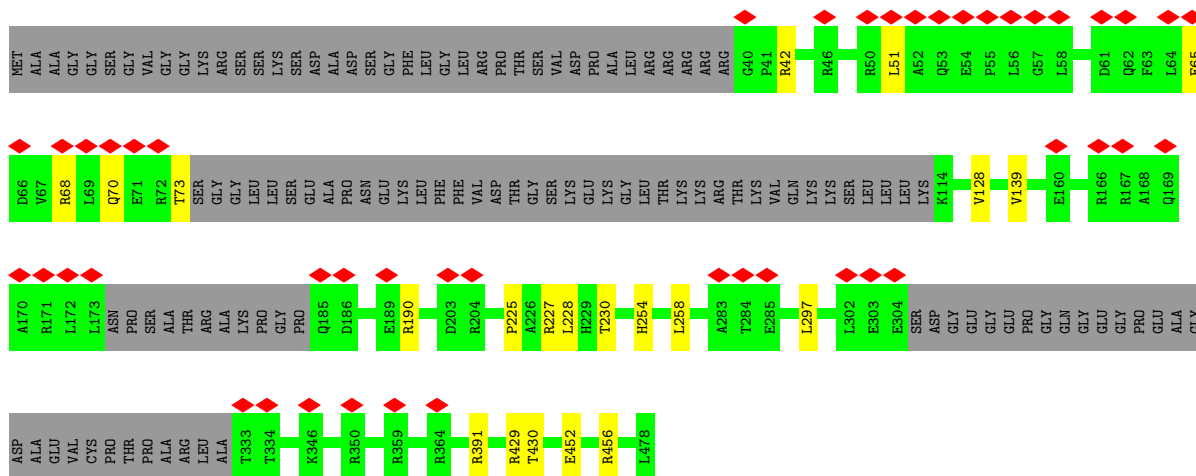 MET ALA ALA GLY GLY SER GLY VAL GLY GLY LYS ARG SER SER LYS SER ASP ALA ASP SER GLY PHE LEU GLY LEU ARG PRO THR SER VAL ASP PRO ALA LEU ARG ARG ARG ARG ARG G40 P41 R42 R46 R50 L51 A52 Q53 E54 P55 L56 G57 L58 D61 Q62 F63 L64 E65
D66 V67 R68 L69 Q70 E71 R72 T73 SER GLY GLY LEU LEU SER GLU ALA PRO ASN GLU LYS LEU PHE PHE VAL ASP THR GLY SER LYS GLU LYS GLY LEU THR LYS LYS ARG THR LYS VAL GLN LYS LYS SER LEU LEU LEU LYS K114 V128 V139 E160 R166 R167 A168 Q169
A170 R171 L172 L173 ASN PRO SER ALA THR ARG ALA LYS PRO GLY PRO Q185 D186 E189 R190 D203 R204 P225 A226 R227 L228 H229 T230 H254 L258 A283 T284 E285 L297 L302 E303 E304 SER ASP GLY GLU GLY GLU PRO GLY GLN GLY GLU GLY PRO GLU ALA GLY
ASP ALA GLU VAL CYS PRO THR PRO ALA ARG LEU ALA T333 T334 K346 R350 R359 R364 R391 R429 T430 E452 R456 L478